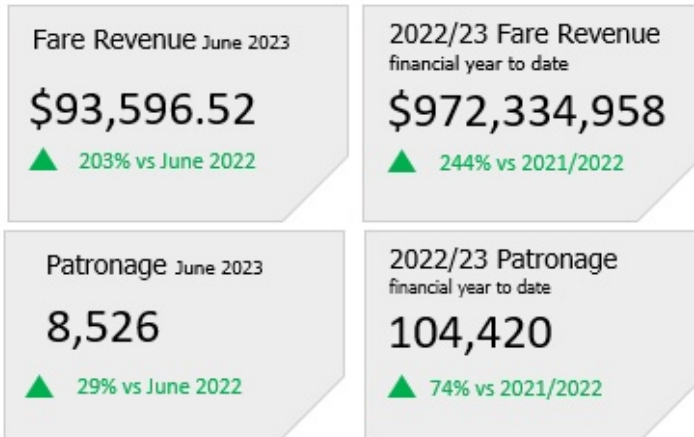 Fare Revenue June 2023
$93,596.52
203% vs June 2022
2022/23 Fare Revenue
financial year to date
$972,334,958
244% vs 2021/2022
Patronage June 2023
8,526
29% vs June 2022
2022/23 Patronage
financial year to date
104,420
74% vs 2021/2022